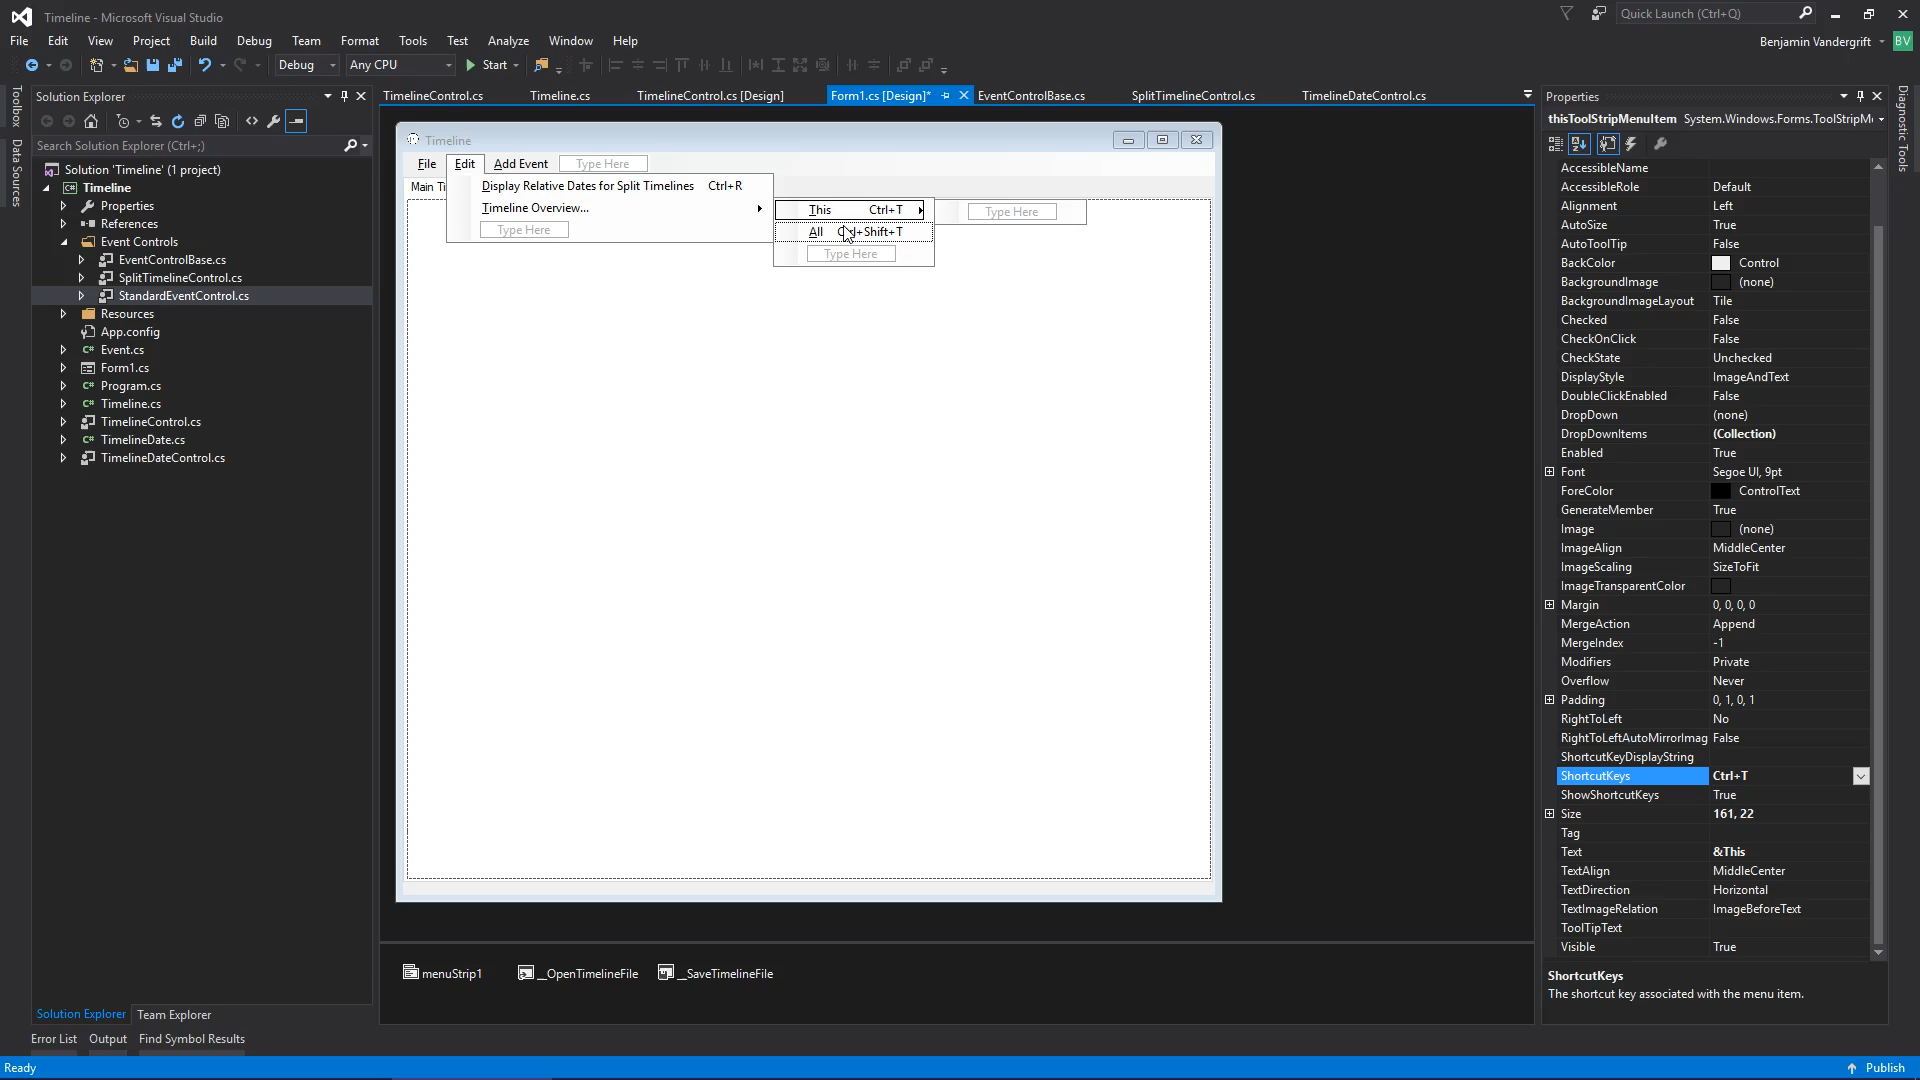 Timeline - Microsoft Visual Studio
Quick Launch (Ctrl+Q)
File Edit View Project Build Debug Team Format Tools Test Analyze Window Help
Benjamin Vandergrift BV
Debug Any CPU Start
Toolbox
Data Sources
Solution Explorer
Search Solution Explorer (Ctrl+;)
Solution 'Timeline' (1 project)
Timeline
Properties
References
Event Controls
EventControlBase.cs
SplitTimelineControl.cs
StandardEventControl.cs
Resources
App.config
Event.cs
Form1.cs
Program.cs
Timeline.cs
TimelineControl.cs
TimelineDate.cs
TimelineDateControl.cs
Solution Explorer Team Explorer
TimelineControl.cs Timeline.cs TimelineControl.cs [Design] Form1.cs [Design]* EventControlBase.cs SplitTimelineControl.cs TimelineDateControl.cs
Timeline
File Edit Add Event Type Here
Main Ti
Display Relative Dates for Split Timelines Ctrl+R
Timeline Overview...
Type Here
This Ctrl+T
All Ctrl+Shift+T
Type Here
Type Here
menuStrip1 __OpenTimelineFile __SaveTimelineFile
Properties
thisToolStripMenuItem System.Windows.Forms.ToolStripM
AccessibleName
AccessibleRole Default
Alignment Left
AutoSize True
AutoToolTip False
BackColor Control
BackgroundImage (none)
BackgroundImageLayout Tile
Checked False
CheckOnClick False
CheckState Unchecked
DisplayStyle ImageAndText
DoubleClickEnabled False
DropDown (none)
DropDownItems (Collection)
Enabled True
Font Segoe UI, 9pt
ForeColor ControlText
GenerateMember True
Image (none)
ImageAlign MiddleCenter
ImageScaling SizeToFit
ImageTransparentColor
Margin 0, 0, 0, 0
MergeAction Append
MergeIndex -1
Modifiers Private
Overflow Never
Padding 0, 1, 0, 1
RightToLeft No
RightToLeftAutoMirrorImag False
ShortcutKeyDisplayString
ShortcutKeys Ctrl+T
ShowShortcutKeys True
Size 161, 22
Tag
Text &This
TextAlign MiddleCenter
TextDirection Horizontal
TextImageRelation ImageBeforeText
ToolTipText
Visible True
ShortcutKeys
The shortcut key associated with the menu item.
Diagnostic Tools
Error List Output Find Symbol Results
Ready
Publish